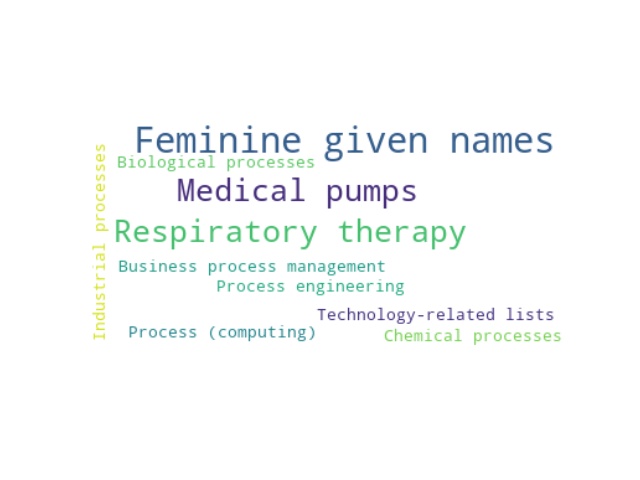 Feminine given names
Biological processes
Medical pumps
Respiratory therapy
Business process management
Process engineering
Technology-related lists
Process (computing)
Chemical processes
Industrial processes